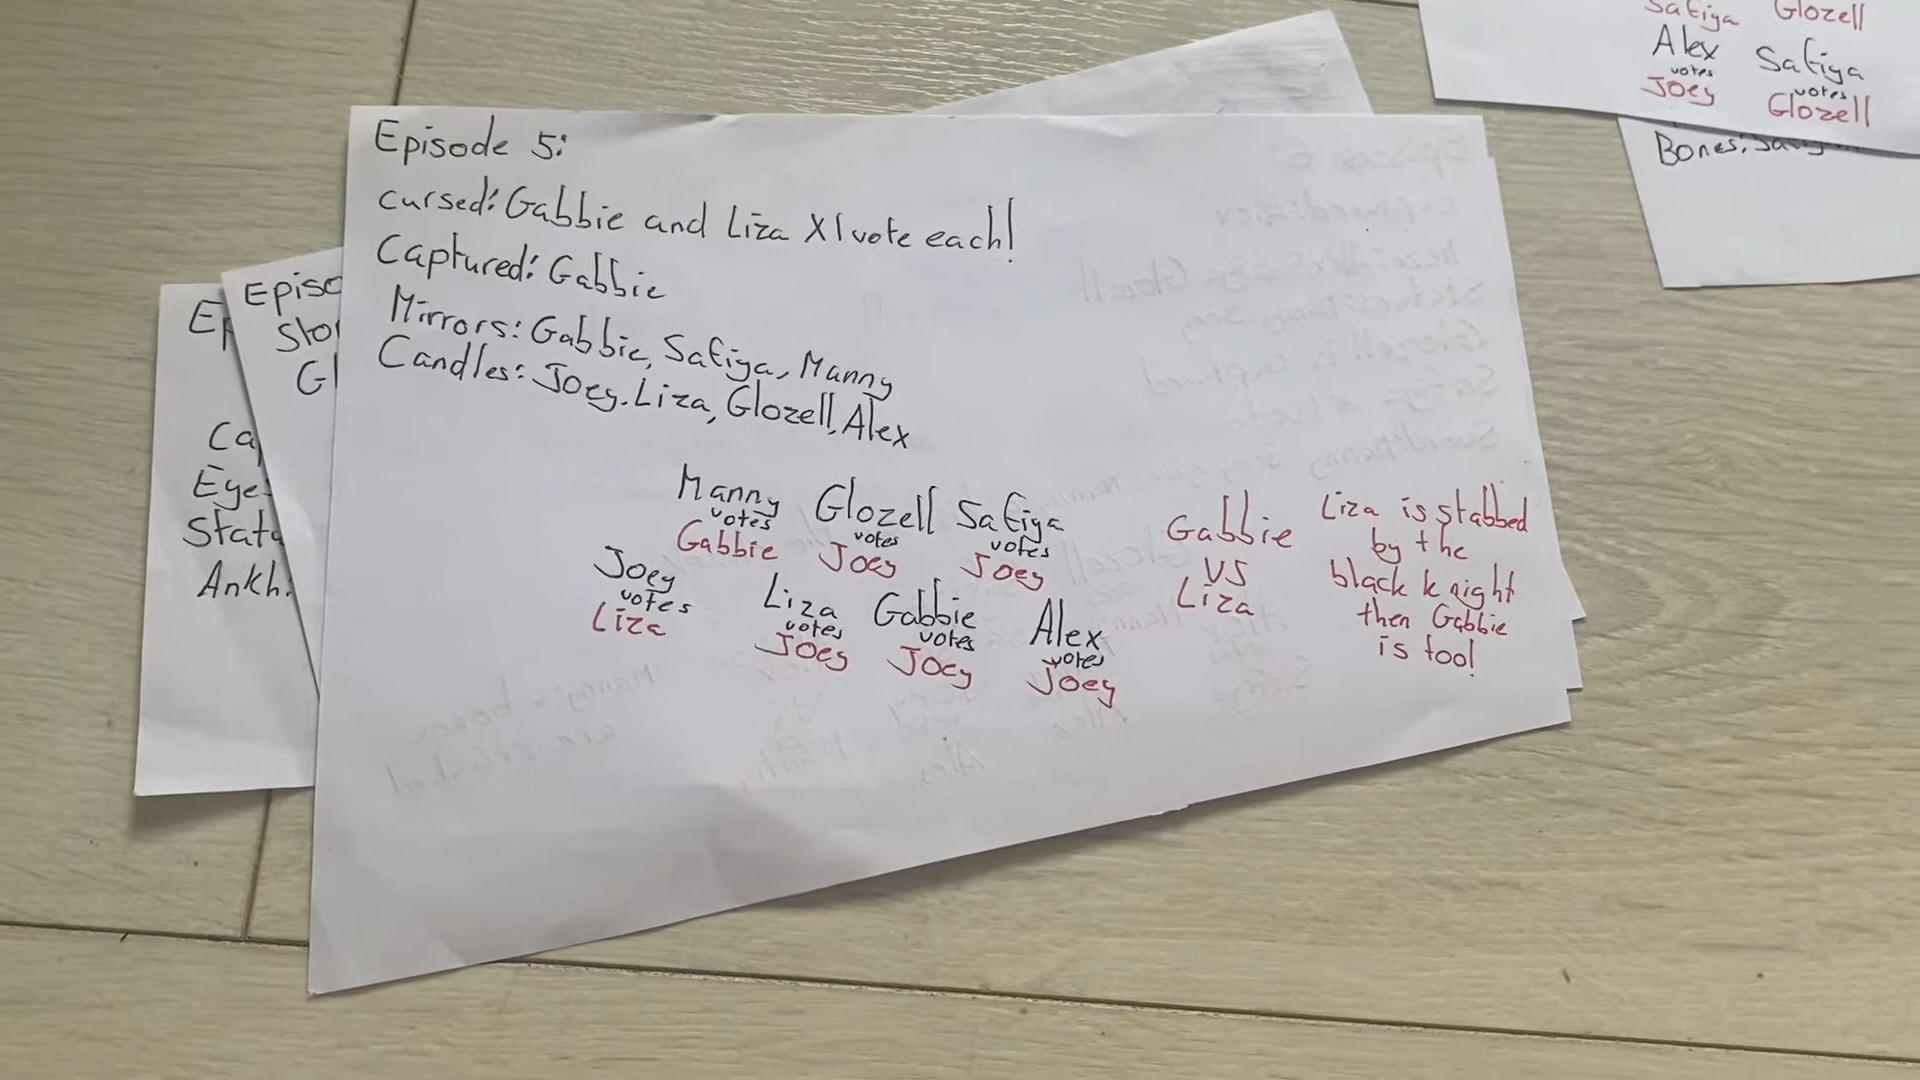 Episode 5:
cursed: Gabbie and Liza X1 vote each!
Captured: Gabbie
Mirrors: Gabbie, Safiya, Manny
Candles: Joey. Liza, Glozell, Alex
Manny votes Gabbie
Glozell votes Joey
Safiya votes Joey
Joey votes Liza
Liza votes Joey
Gabbie votes Joey
Alex votes Joey
Gabbie
VS
Liza
Liza is stabbed
by the
black knight
then Gabbie
is too!
Safiya Glozell
Alex votes Joey
Safiya votes Glozell
Bones:
Ep
Ca
Eye
Statu
Ankh:
Episo
Stor
Gl